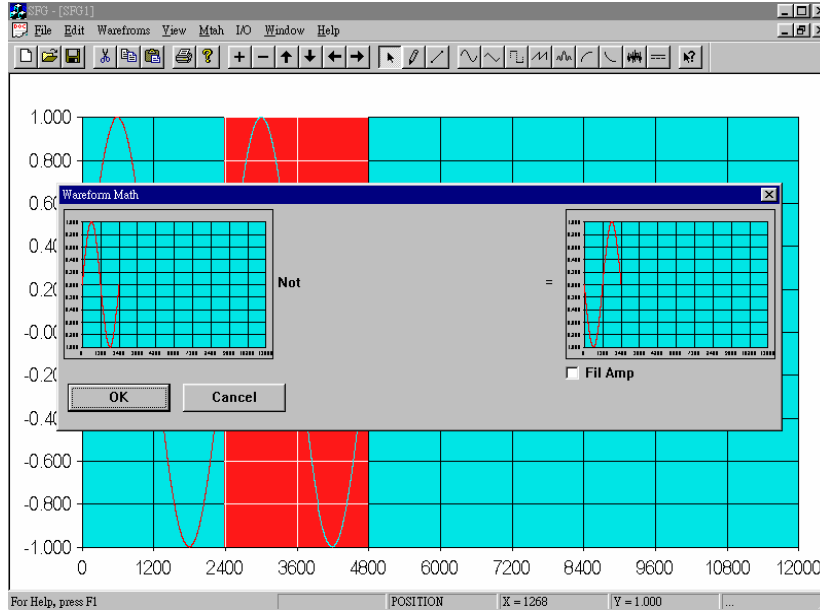 SFG - [SFG1]
File Edit Warefroms View Mtah I/O Window Help
1.000
0.800
0.60
0.40
0.20
-0.00
-0.20
-0.40
-0.600
-0.800
-1.000
0 1200 2400 3600 4800 6000 7200 8400 9600 10800 12000
Wareform Math
Not
=
Fil Amp
OK Cancel
For Help, press F1
POSITION X = 1268 Y = 1.000 ...